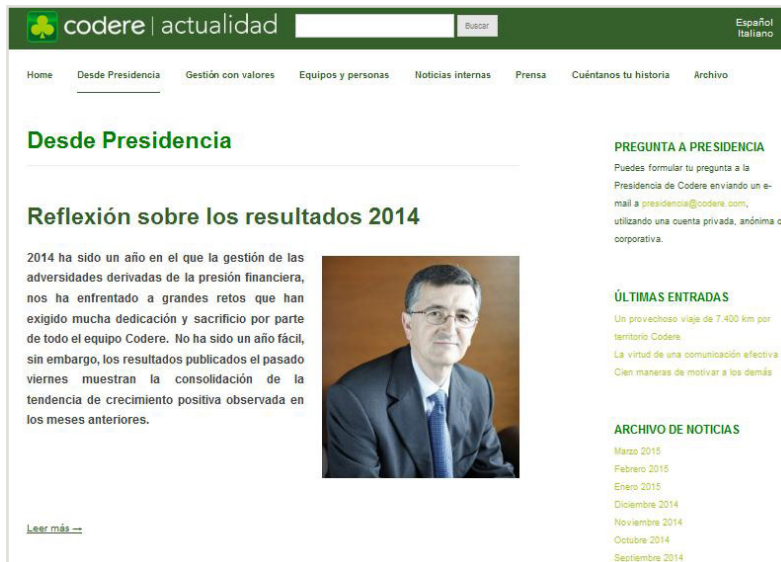 codere | actualidad
Buscar
Español
Italiano
Home Desde Presidencia Gestión con valores Equipos y personas Noticias internas Prensa Cuéntanos tu historia Archivo
Desde Presidencia
Reflexión sobre los resultados 2014
2014 ha sido un año en el que la gestión de las
adversidades derivadas de la presión financiera,
nos ha enfrentado a grandes retos que han
exigido mucha dedicación y sacrificio por parte
de todo el equipo Codere. No ha sido un año fácil,
sin embargo, los resultados publicados el pasado
viernes muestran la consolidación de la
tendencia de crecimiento positiva observada en
los meses anteriores.
Leer más →
PREGUNTA A PRESIDENCIA
Puedes formular tu pregunta a la
Presidencia de Codere enviando un e-
mail a presidencia@codere.com,
utilizando una cuenta privada, anónima o
corporativa.
ÚLTIMAS ENTRADAS
Un provechoso viaje de 7.400 km por
territorio Codere
La virtud de una comunicación efectiva
Cien maneras de motivar a los demás
ARCHIVO DE NOTICIAS
Marzo 2015
Febrero 2015
Enero 2015
Diciembre 2014
Noviembre 2014
Octubre 2014
Septiembre 2014